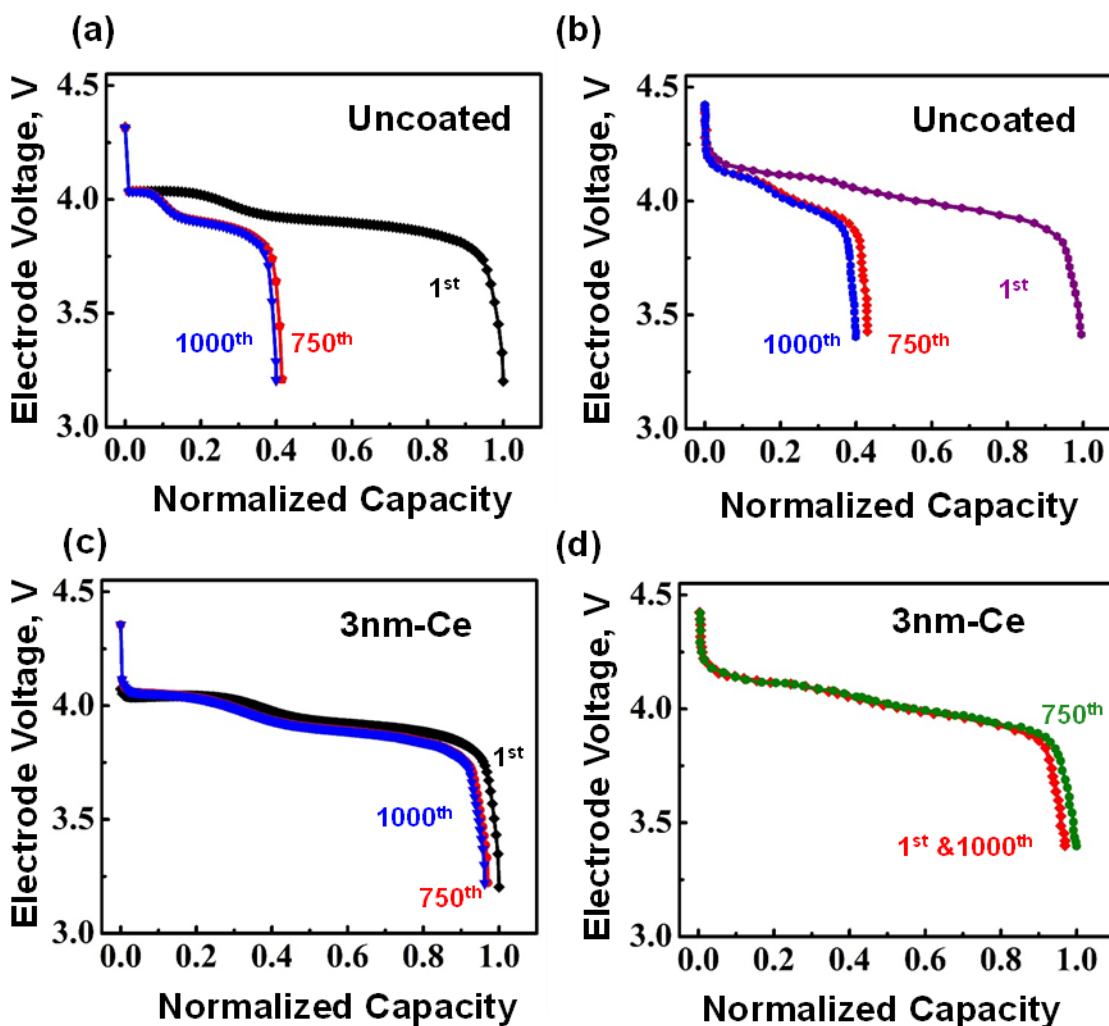 (a)
4.5
4.0
3.5
3.0
Electrode Voltage, V
Uncoated
1st
1000th
750th
0.0 0.2 0.4 0.6 0.8 1.0
Normalized Capacity
(b)
4.5
4.0
3.5
3.0
Electrode Voltage, V
Uncoated
1st
1000th
750th
0.0 0.2 0.4 0.6 0.8 1.0
Normalized Capacity
(c)
4.5
4.0
3.5
3.0
Electrode Voltage, V
3nm-Ce
1st
1000th
750th
0.0 0.2 0.4 0.6 0.8 1.0
Normalized Capacity
(d)
4.5
4.0
3.5
3.0
Electrode Voltage, V
3nm-Ce
750th
1st &1000th
0.0 0.2 0.4 0.6 0.8 1.0
Normalized Capacity